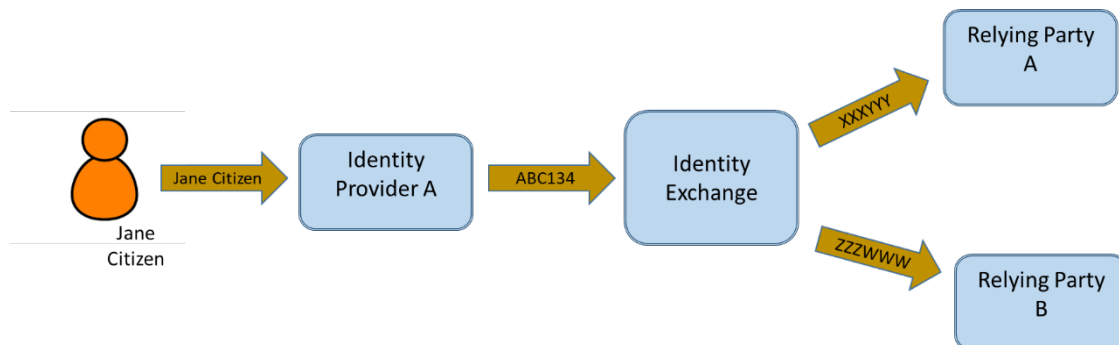 Jane
Citizen
Jane Citizen
Identity
Provider A
ABC134
Identity
Exchange
XXXYYY
Relying Party
A
ZZZWWW
Relying Party
B